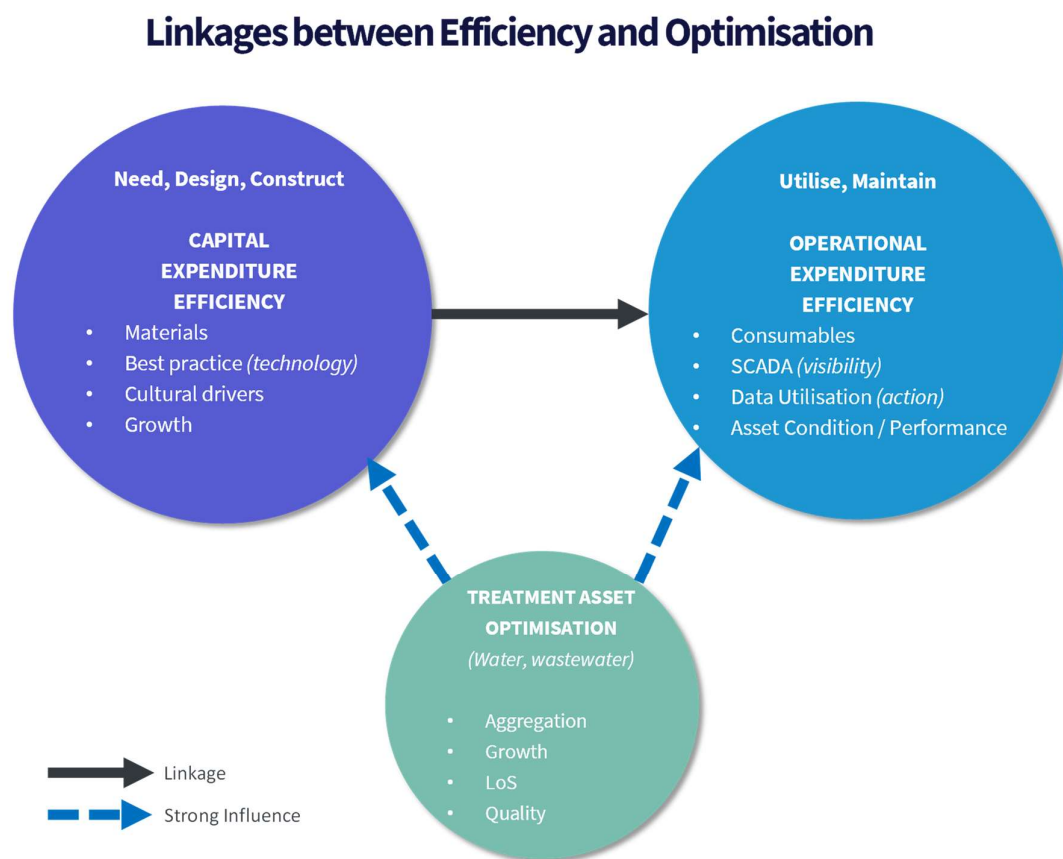 Linkages between Efficiency and Optimisation
Need, Design, Construct
CAPITAL
EXPENDITURE
EFFICIENCY
• Materials
• Best practice (technology)
• Cultural drivers
• Growth
Utilise, Maintain
OPERATIONAL
EXPENDITURE
EFFICIENCY
• Consumables
• SCADA (visibility)
• Data Utilisation (action)
• Asset Condition / Performance
TREATMENT ASSET
OPTIMISATION
(Water, wastewater)
• Aggregation
• Growth
• LoS
• Quality
Linkage
Strong Influence